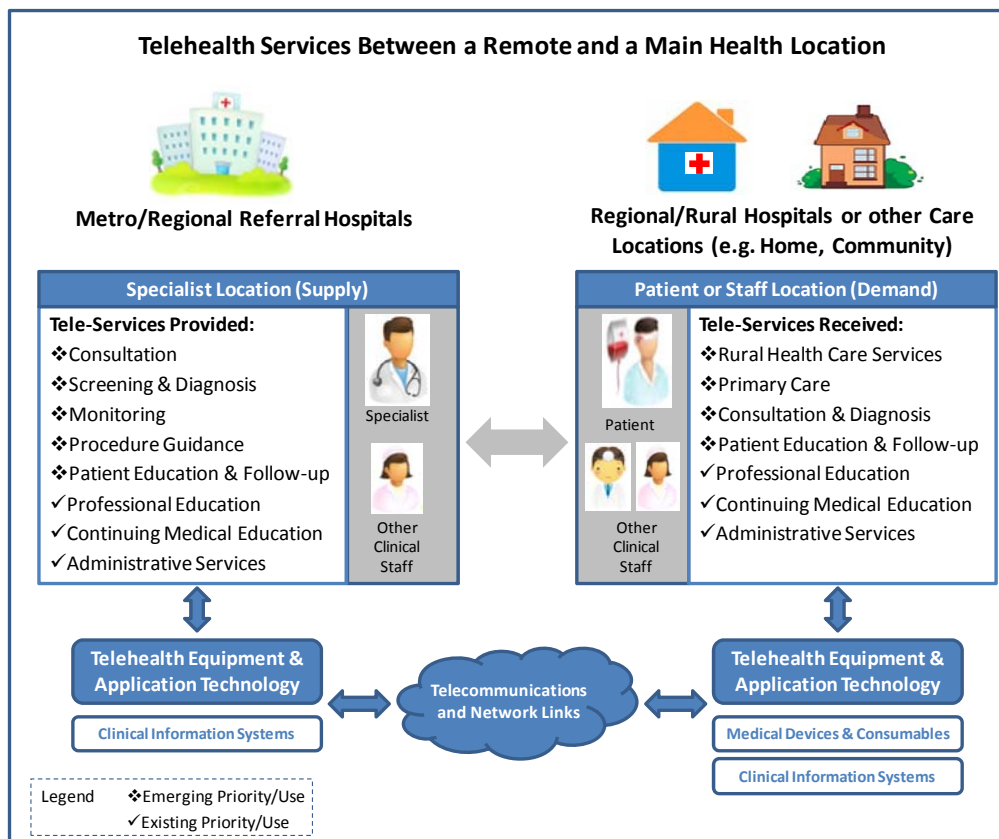 Telehealth Services Between a Remote and a Main Health Location
Metro/Regional Referral Hospitals
Regional/Rural Hospitals or other Care
Locations (e.g. Home, Community)
Specialist Location (Supply)
Tele-Services Provided:
❖Consultation
❖Screening & Diagnosis
❖Monitoring
❖Procedure Guidance
❖Patient Education & Follow-up
✓Professional Education
✓Continuing Medical Education
✓Administrative Services
Specialist
Other
Clinical
Staff
Patient or Staff Location (Demand)
Patient
Other
Clinical
Staff
Tele-Services Received:
❖Rural Health Care Services
❖Primary Care
❖Consultation & Diagnosis
❖Patient Education & Follow-up
✓Professional Education
✓Continuing Medical Education
✓Administrative Services
Telehealth Equipment &
Application Technology
Clinical Information Systems
Telecommunications
and Network Links
Telehealth Equipment &
Application Technology
Medical Devices & Consumables
Clinical Information Systems
Legend
❖Emerging Priority/Use
✓Existing Priority/Use